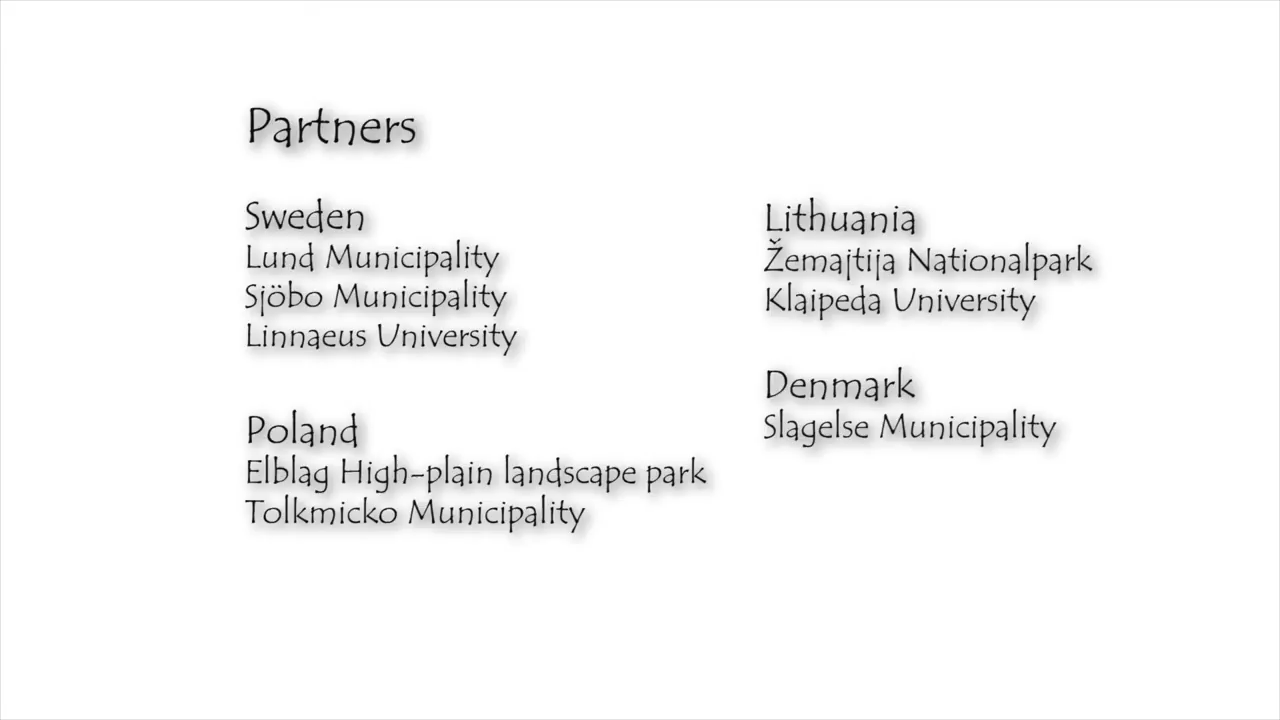 Partners
Sweden
Lund Municipality
Sjöbo Municipality
Linnaeus University
Poland
Elblag High-plain landscape park
Tolkmicko Municipality
Lithuania
Žemajtija Nationalpark
Klaipeda University
Denmark
Slagelse Municipality